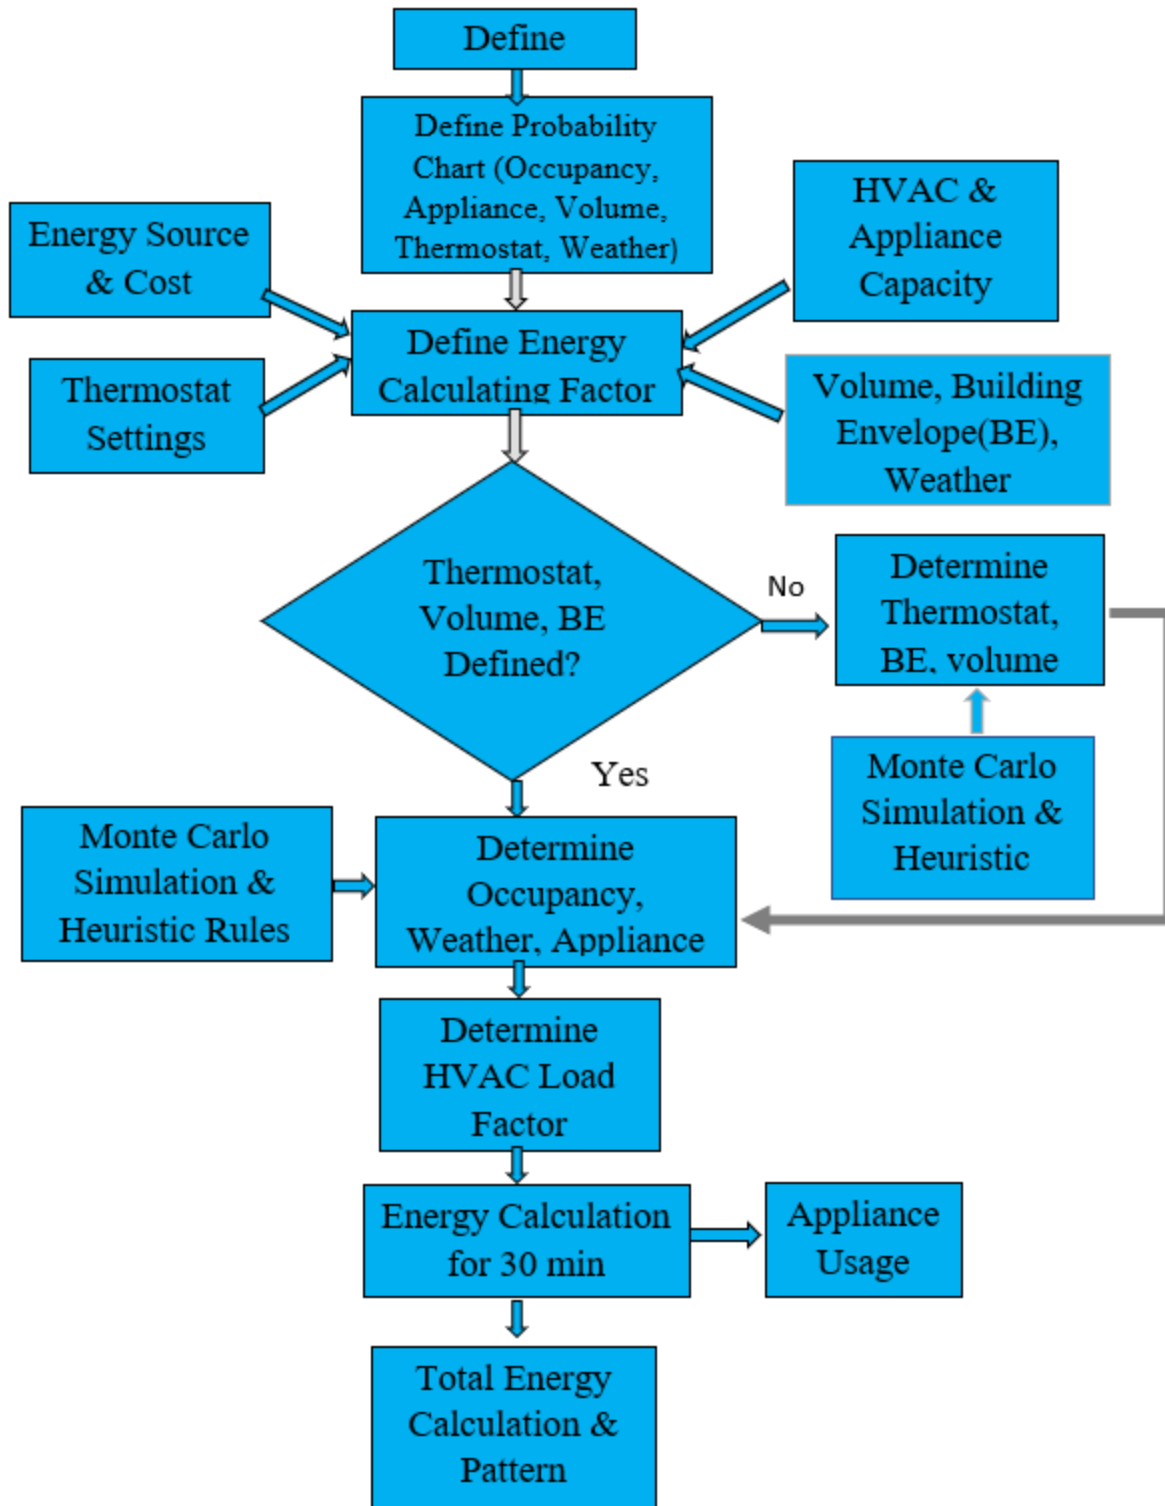 Define
Define Probability
Chart (Occupancy,
Appliance, Volume,
Thermostat, Weather)
Energy Source
& Cost
HVAC &
Appliance
Capacity
Define Energy
Calculating Factor
Thermostat
Settings
Volume, Building
Envelope(BE),
Weather
Thermostat,
Volume, BE
Defined?
No
Determine
Thermostat,
BE, volume
Yes
Monte Carlo
Simulation &
Heuristic
Monte Carlo
Simulation &
Heuristic Rules
Determine
Occupancy,
Weather, Appliance
Determine
HVAC Load
Factor
Energy Calculation
for 30 min
Appliance
Usage
Total Energy
Calculation &
Pattern